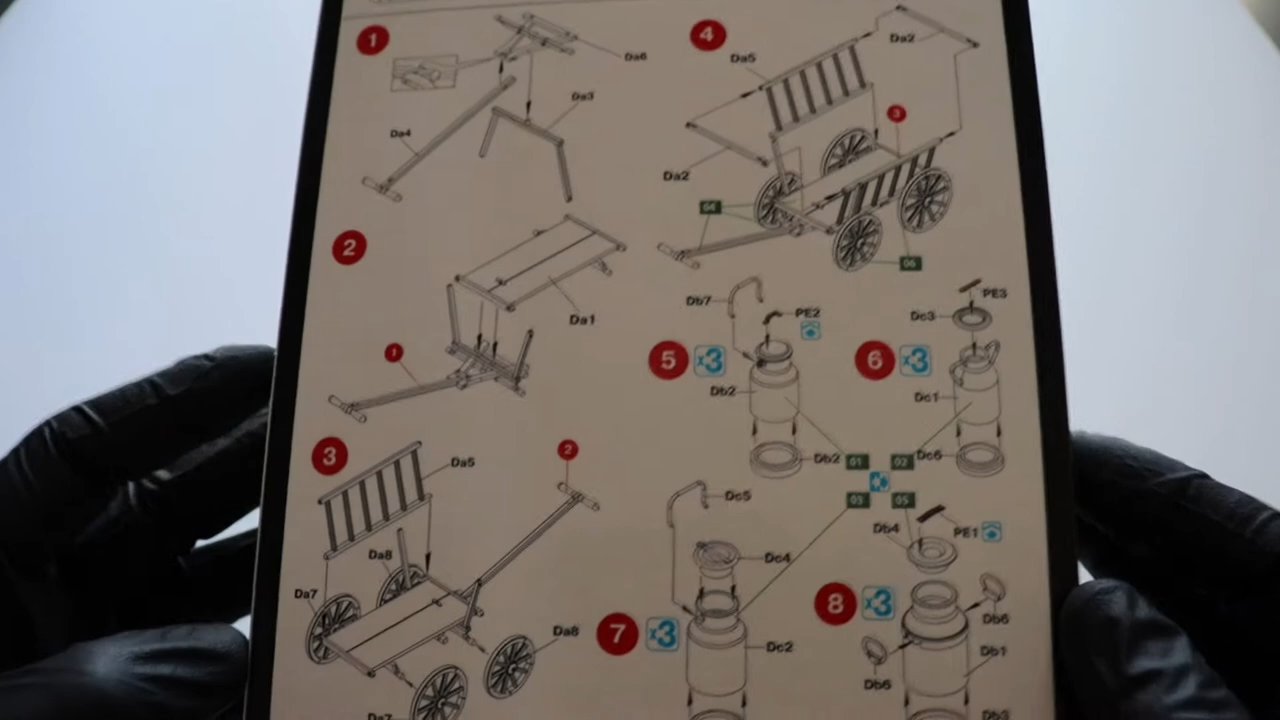 1
Da6
Da3
Da4
2
Da1
1
3
Da5
2
Da8
Da7
Da8
Da7
4
Da2
Da5
3
Da2
04
06
Db7
PE2
5
x3
Db2
Db2
01
PE3
Dc3
6
x3
Dc1
Dc6
02
03
05
Dc5
Dc4
7
x3
Dc2
Db4
PE1
8
x3
Db6
Db1
Db6
Db3